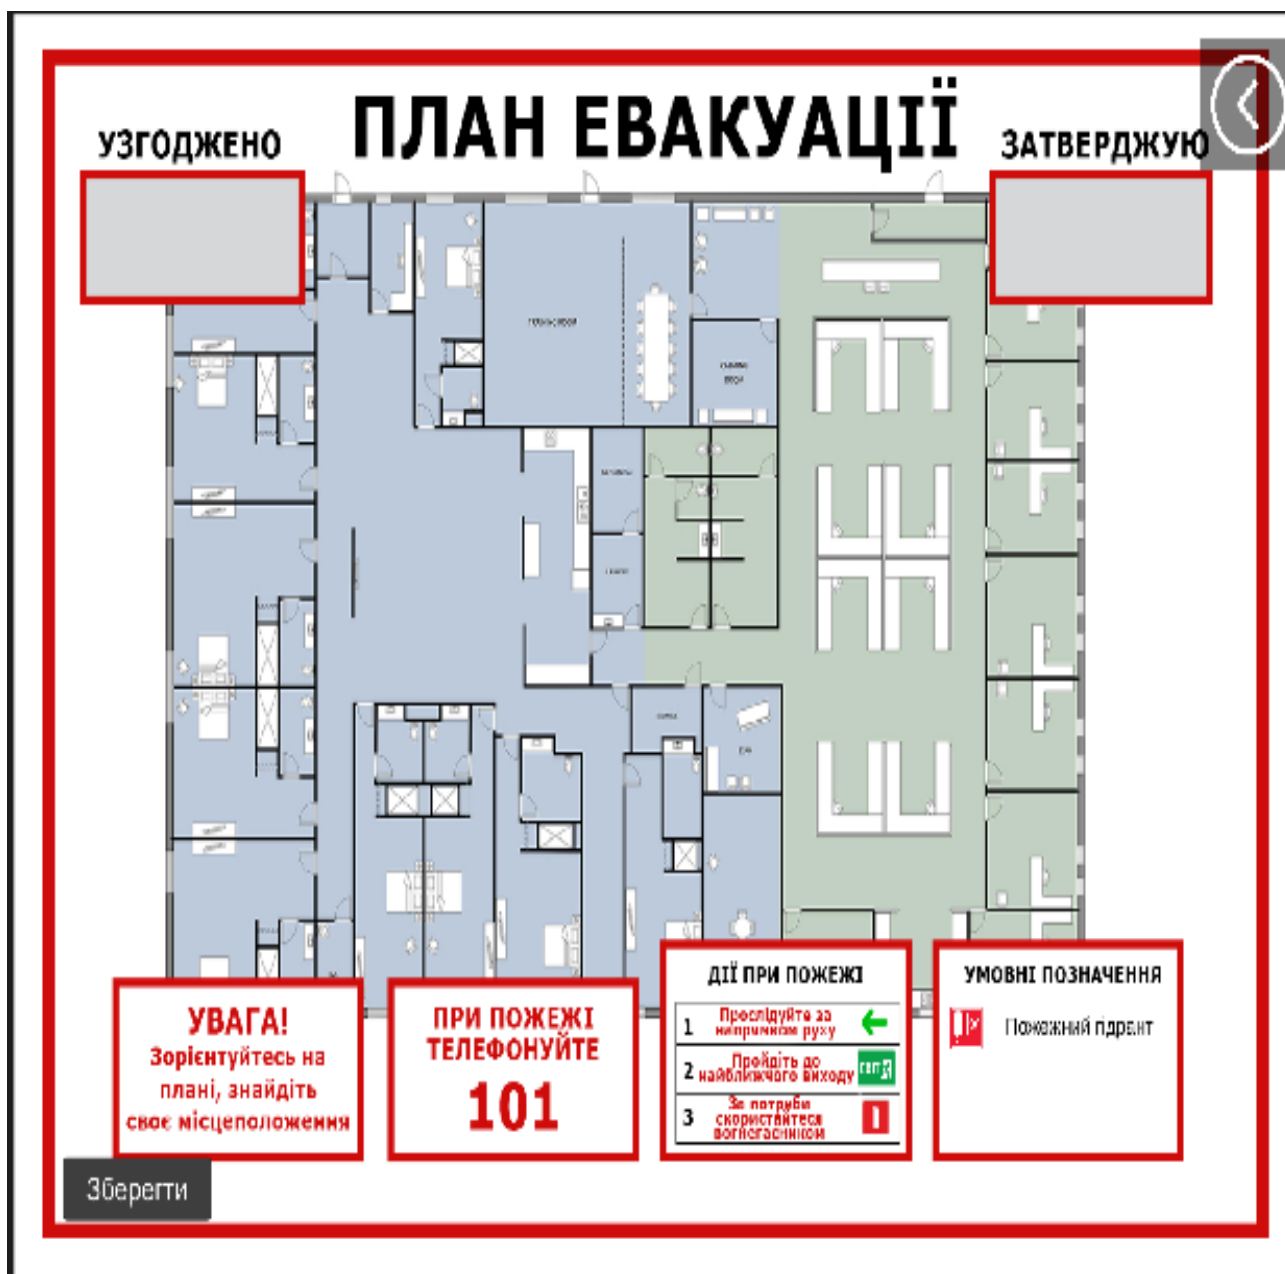 ПЛАН ЕВАКУАЦІЇ
УЗГОДЖЕНО
ЗАТВЕРДЖУЮ
УВАГА!
Зорієнтуйтесь на
плані, знайдіть
своє місцеположення
ПРИ ПОЖЕЖІ
ТЕЛЕФОНУЙТЕ
101
ДІЇ ПРИ ПОЖЕЖІ
1 Прослідуйте за
напрямком руху
2 Пройдіть до
найближчого виходу
3 За потреби
скористайтеся
вогнегасником
УМОВНІ ПОЗНАЧЕННЯ
Пожежний гідрант
Зберегти